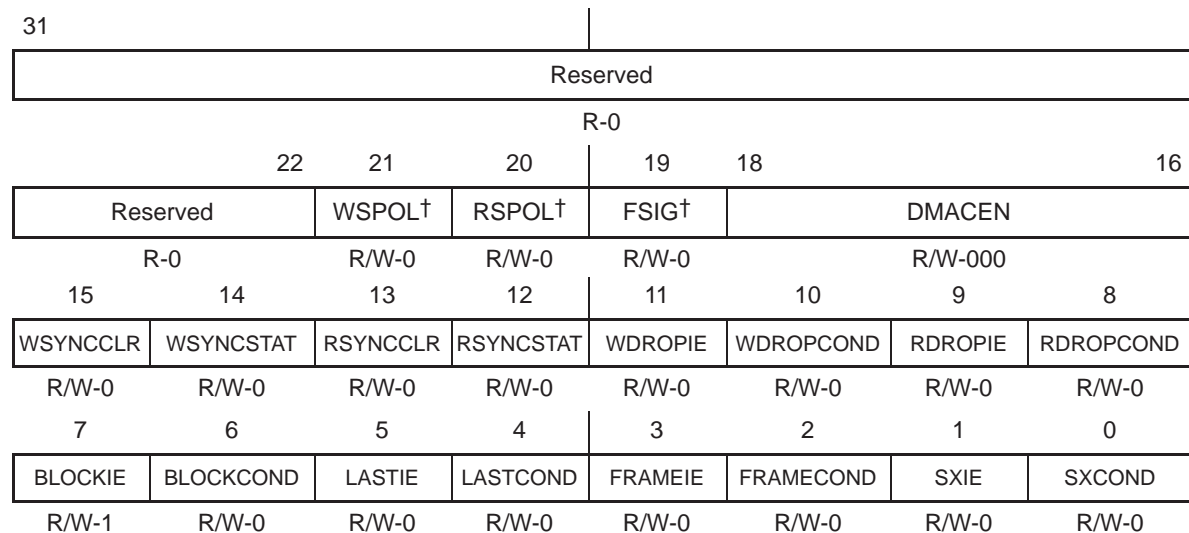 31
Reserved
R-0
22 21 20 19 18 16
Reserved WSPOL† RSPOL† FSIG† DMACEN
R-0 R/W-0 R/W-0 R/W-0 R/W-000
15 14 13 12 11 10 9 8
WSYNCCLR WSYNCSTAT RSYNCCLR RSYNCSTAT WDROPIE WDROPCOND RDROPIE RDROPCOND
R/W-0 R/W-0 R/W-0 R/W-0 R/W-0 R/W-0 R/W-0 R/W-0
7 6 5 4 3 2 1 0
BLOCKIE BLOCKCOND LASTIE LASTCOND FRAMEIE FRAMECOND SXIE SXCOND
R/W-1 R/W-0 R/W-0 R/W-0 R/W-0 R/W-0 R/W-0 R/W-0